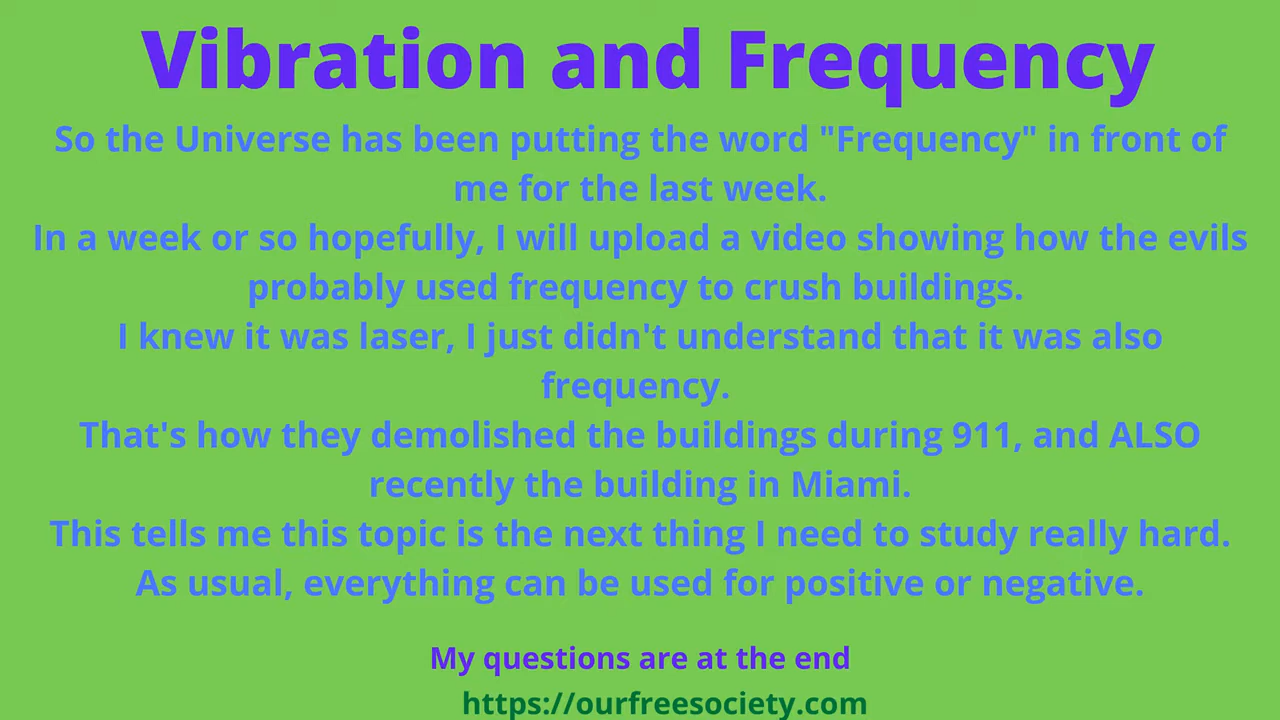 Vibration and Frequency
So the Universe has been putting the word "Frequency" in front of
me for the last week.
In a week or so hopefully, I will upload a video showing how the evils
probably used frequency to crush buildings.
I knew it was laser, I just didn't understand that it was also
frequency.
That's how they demolished the buildings during 911, and ALSO
recently the building in Miami.
This tells me this topic is the next thing I need to study really hard.
As usual, everything can be used for positive or negative.
My questions are at the end
https://ourfreesociety.com